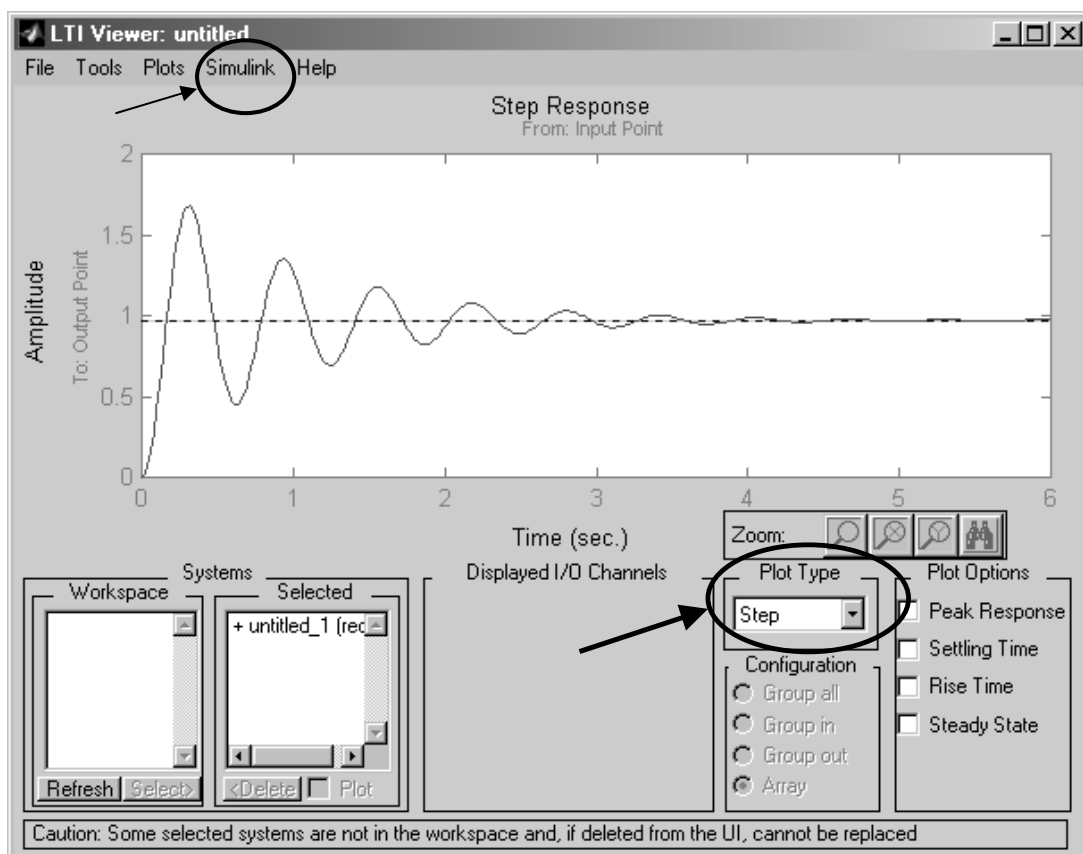 LTI Viewer: untitled
File Tools Plots Simulink Help
Step Response
From: Input Point
Amplitude
To: Output Point
2
1.5
1
0.5
0
0 1 2 3 4 5 6
Time (sec.)
Zoom:
Systems
Workspace
Refresh
Select>
Selected
+ untitled_1 (rec
<Delete
Plot
Displayed I/O Channels
Plot Type
Step
Configuration
Group all
Group in
Group out
Array
Plot Options
Peak Response
Settling Time
Rise Time
Steady State
Caution: Some selected systems are not in the workspace and, if deleted from the UI, cannot be replaced